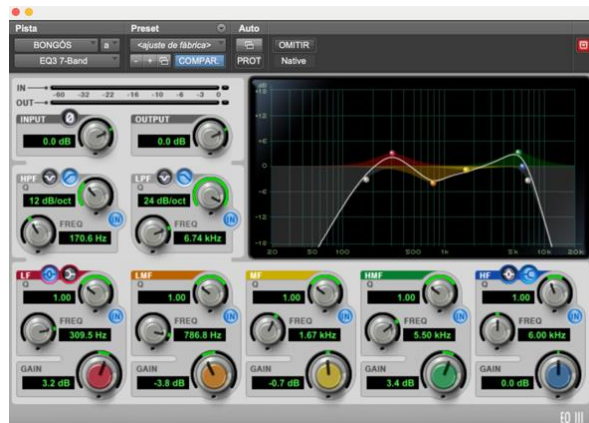 Pista Preset Auto
BONGÓS a <ajuste de fábrica> OMITIR
EQ3 7-Band - + COMPAR. PROT Native
IN -60 -32 -22 -16 -10 -6 -3 0
OUT
INPUT OUTPUT
0.0 dB 0.0 dB
HPF LPF
Q
12 dB/oct 24 dB/oct
FREQ IN FREQ IN
170.6 Hz 6.74 kHz
dB
+12
+6
0
-6
-12
-18
20 50 100 200 500 1k 5k 10k 20k
LF LMF MF HMF HF
Q Q Q Q Q
1.00 1.00 1.00 1.00 1.00
FREQ IN FREQ IN FREQ IN FREQ IN FREQ IN
309.5 Hz 786.8 Hz 1.67 kHz 5.50 kHz 6.00 kHz
GAIN GAIN GAIN GAIN GAIN
3.2 dB -3.8 dB -0.7 dB 3.4 dB 0.0 dB
EQ III